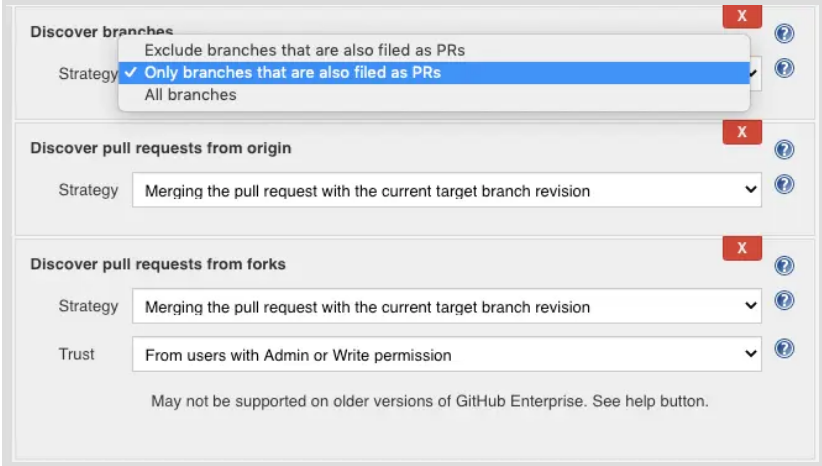 X
Discover branches
Exclude branches that are also filed as PRs
Strategy ✓ Only branches that are also filed as PRs
All branches
X
Discover pull requests from origin
Strategy Merging the pull request with the current target branch revision
X
Discover pull requests from forks
Strategy Merging the pull request with the current target branch revision
Trust From users with Admin or Write permission
May not be supported on older versions of GitHub Enterprise. See help button.